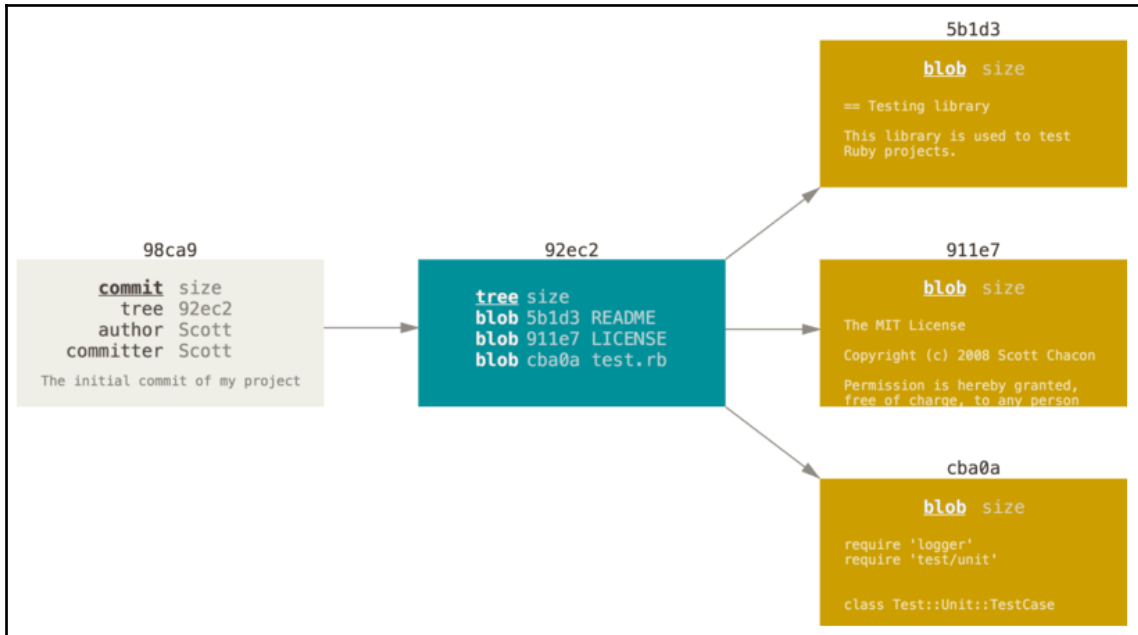 98ca9
commit size
tree 92ec2
author Scott
committer Scott
The initial commit of my project
92ec2
tree size
blob 5b1d3 README
blob 911e7 LICENSE
blob cba0a test.rb
5b1d3
blob size
== Testing library
This library is used to test
Ruby projects.
911e7
blob size
The MIT License
Copyright (c) 2008 Scott Chacon
Permission is hereby granted,
free of charge, to any person
cba0a
blob size
require 'logger'
require 'test/unit'
class Test::Unit::TestCase